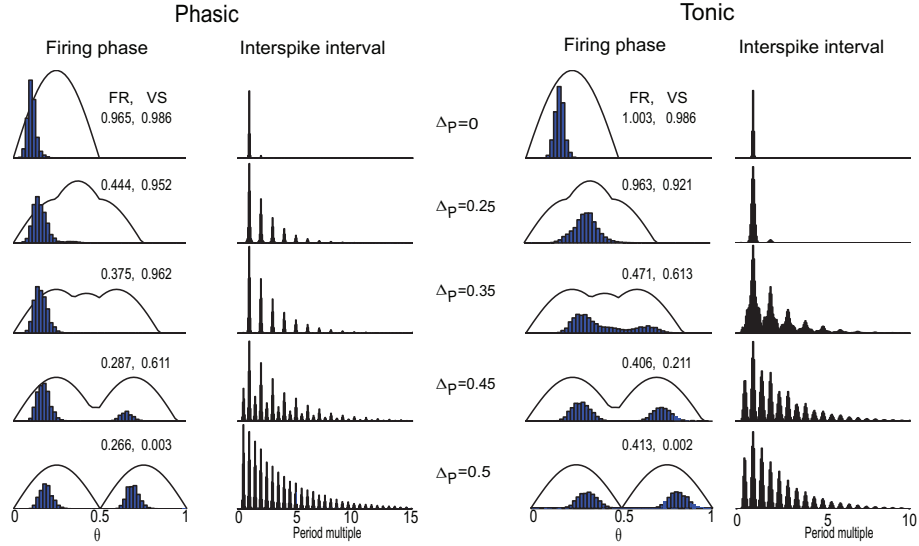 Phasic Tonic
Firing phase Interspike interval Firing phase Interspike interval
FR, VS FR, VS
0.965, 0.986 ΔP=0 1.003, 0.986
0.444, 0.952 ΔP=0.25 0.963, 0.921
0.375, 0.962 ΔP=0.35 0.471, 0.613
0.287, 0.611 ΔP=0.45 0.406, 0.211
0.266, 0.003 ΔP=0.5 0.413, 0.002
0 0.5 1 0 5 10 15 0 0.5 1 0 5 10
θ Period multiple θ Period multiple